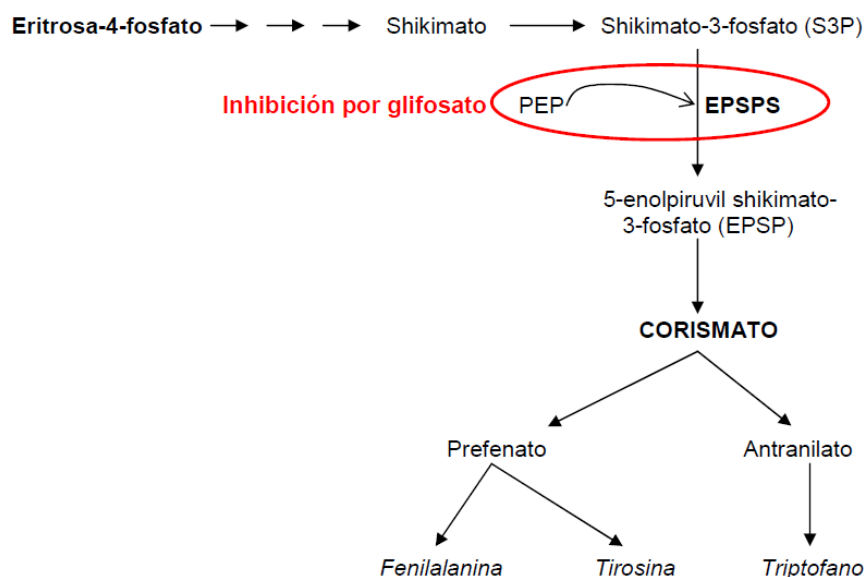 Eritrosa-4-fosfato Shikimato Shikimato-3-fosfato (S3P)
Inhibición por glifosato PEP EPSPS
5-enolpiruvil shikimato-
3-fosfato (EPSP)
CORISMATO
Prefenato Antranilato
Fenilalanina Tirosina Triptofano